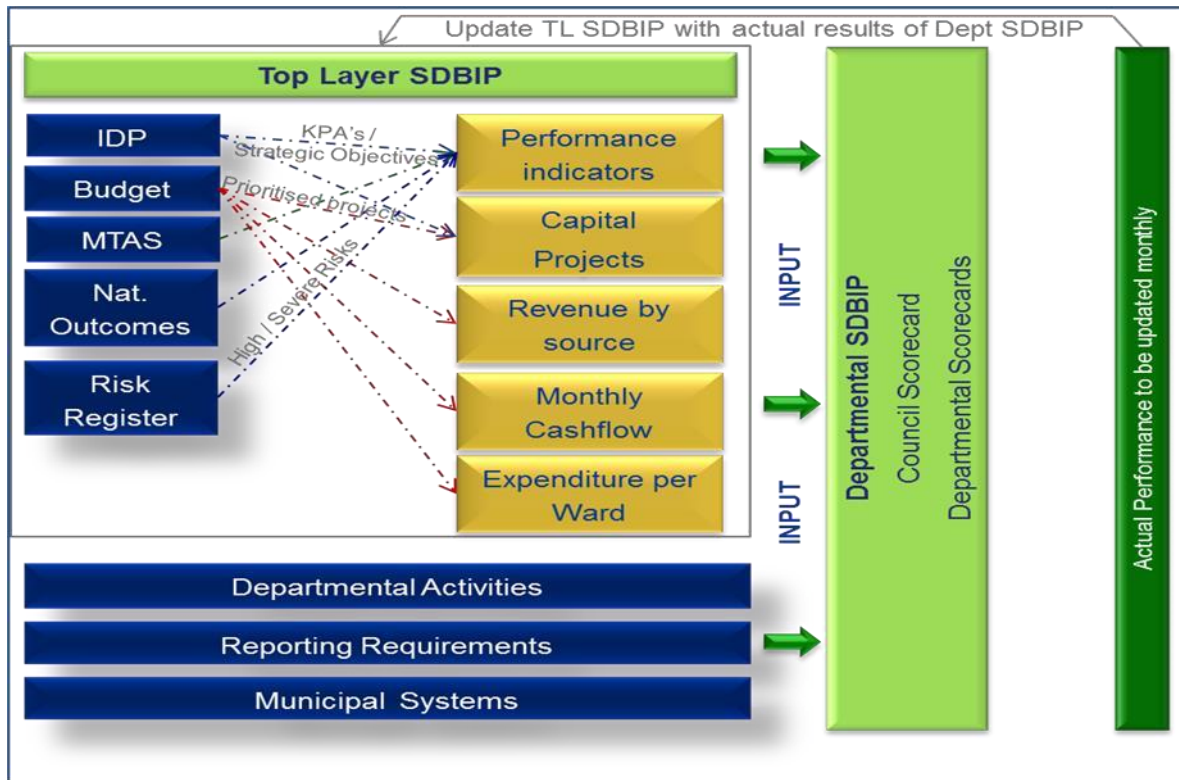 Update TL SDBIP with actual results of Dept SDBIP
Top Layer SDBIP
IDP
Budget
MTAS
Nat.
Outcomes
Risk
Register
KPA's /
Strategic Objectives
Prioritised projects
High / Severe Risks
Performance
indicators
Capital
Projects
Revenue by
source
Monthly
Cashflow
Expenditure per
Ward
INPUT
INPUT
Departmental SDBIP
Council Scorecard
Departmental Scorecards
Actual Performance to be updated monthly
Departmental Activities
Reporting Requirements
Municipal Systems